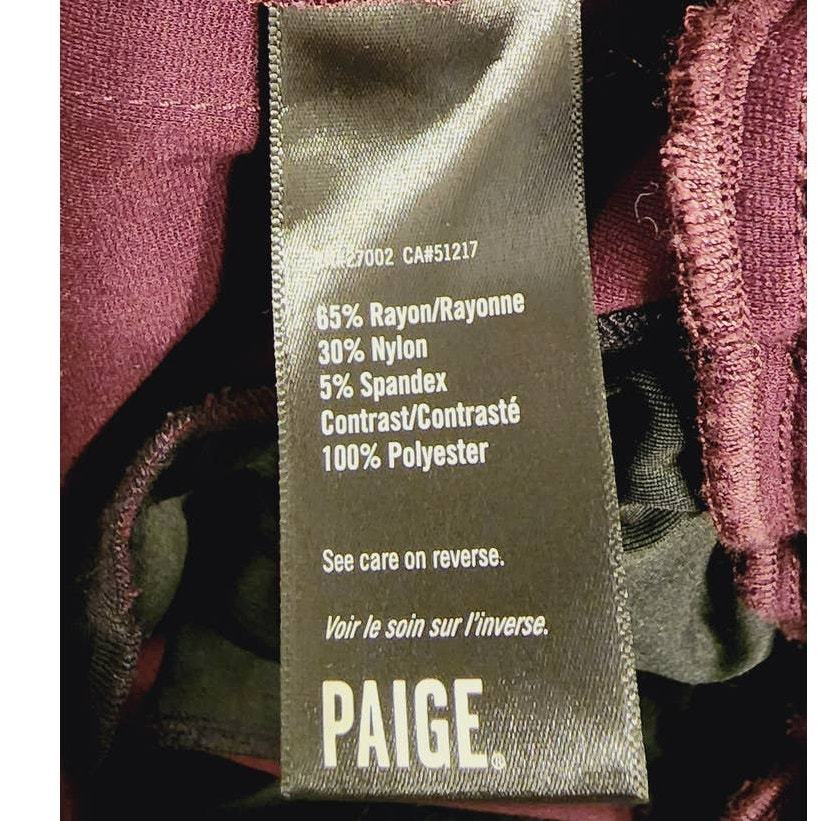 CA#51217
65% Rayon/Rayonne
30% Nylon
5% Spandex
Contrast/Contrasté
100% Polyester
See care on reverse.
Voir le soin sur l'inverse.
PAIGE®